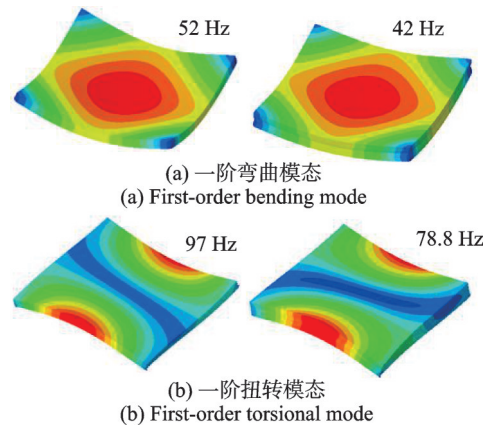 52 Hz
42 Hz
(a) 一阶弯曲模态
(a) First-order bending mode
97 Hz
78.8 Hz
(b) 一阶扭转模态
(b) First-order torsional mode